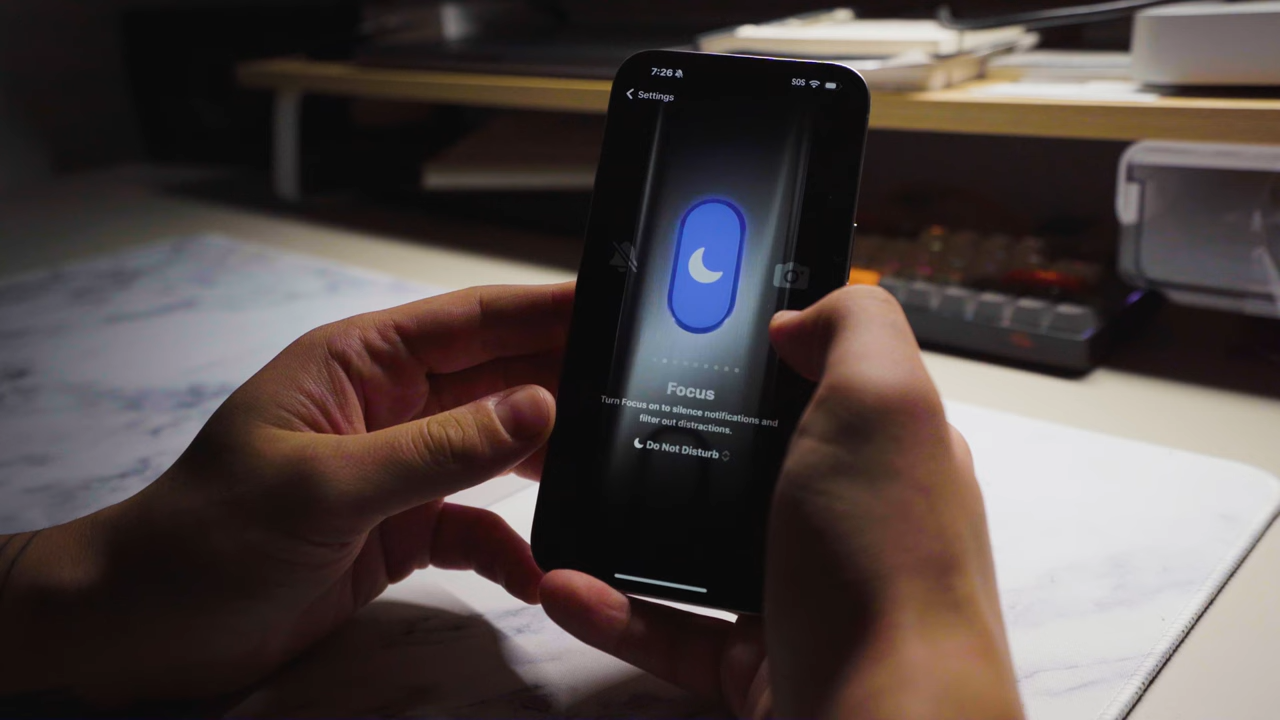 7:26
SOS
Settings
Focus
Turn Focus on to silence notifications and
filter out distractions.
Do Not Disturb